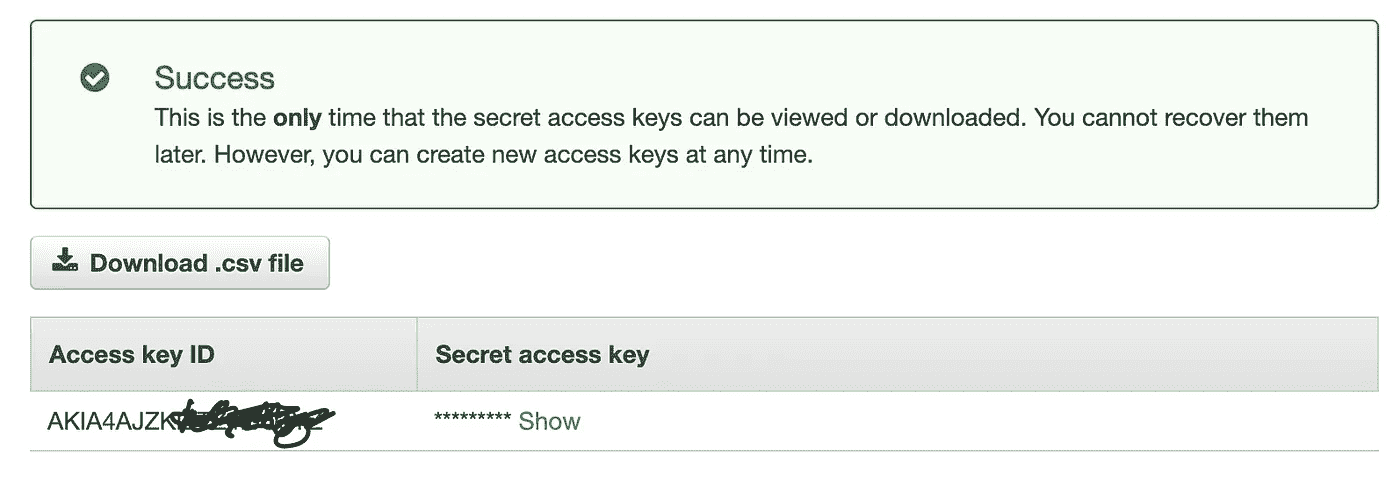 Success
This is the only time that the secret access keys can be viewed or downloaded. You cannot recover them
later. However, you can create new access keys at any time.
Download .csv file
Access key ID Secret access key
********* Show